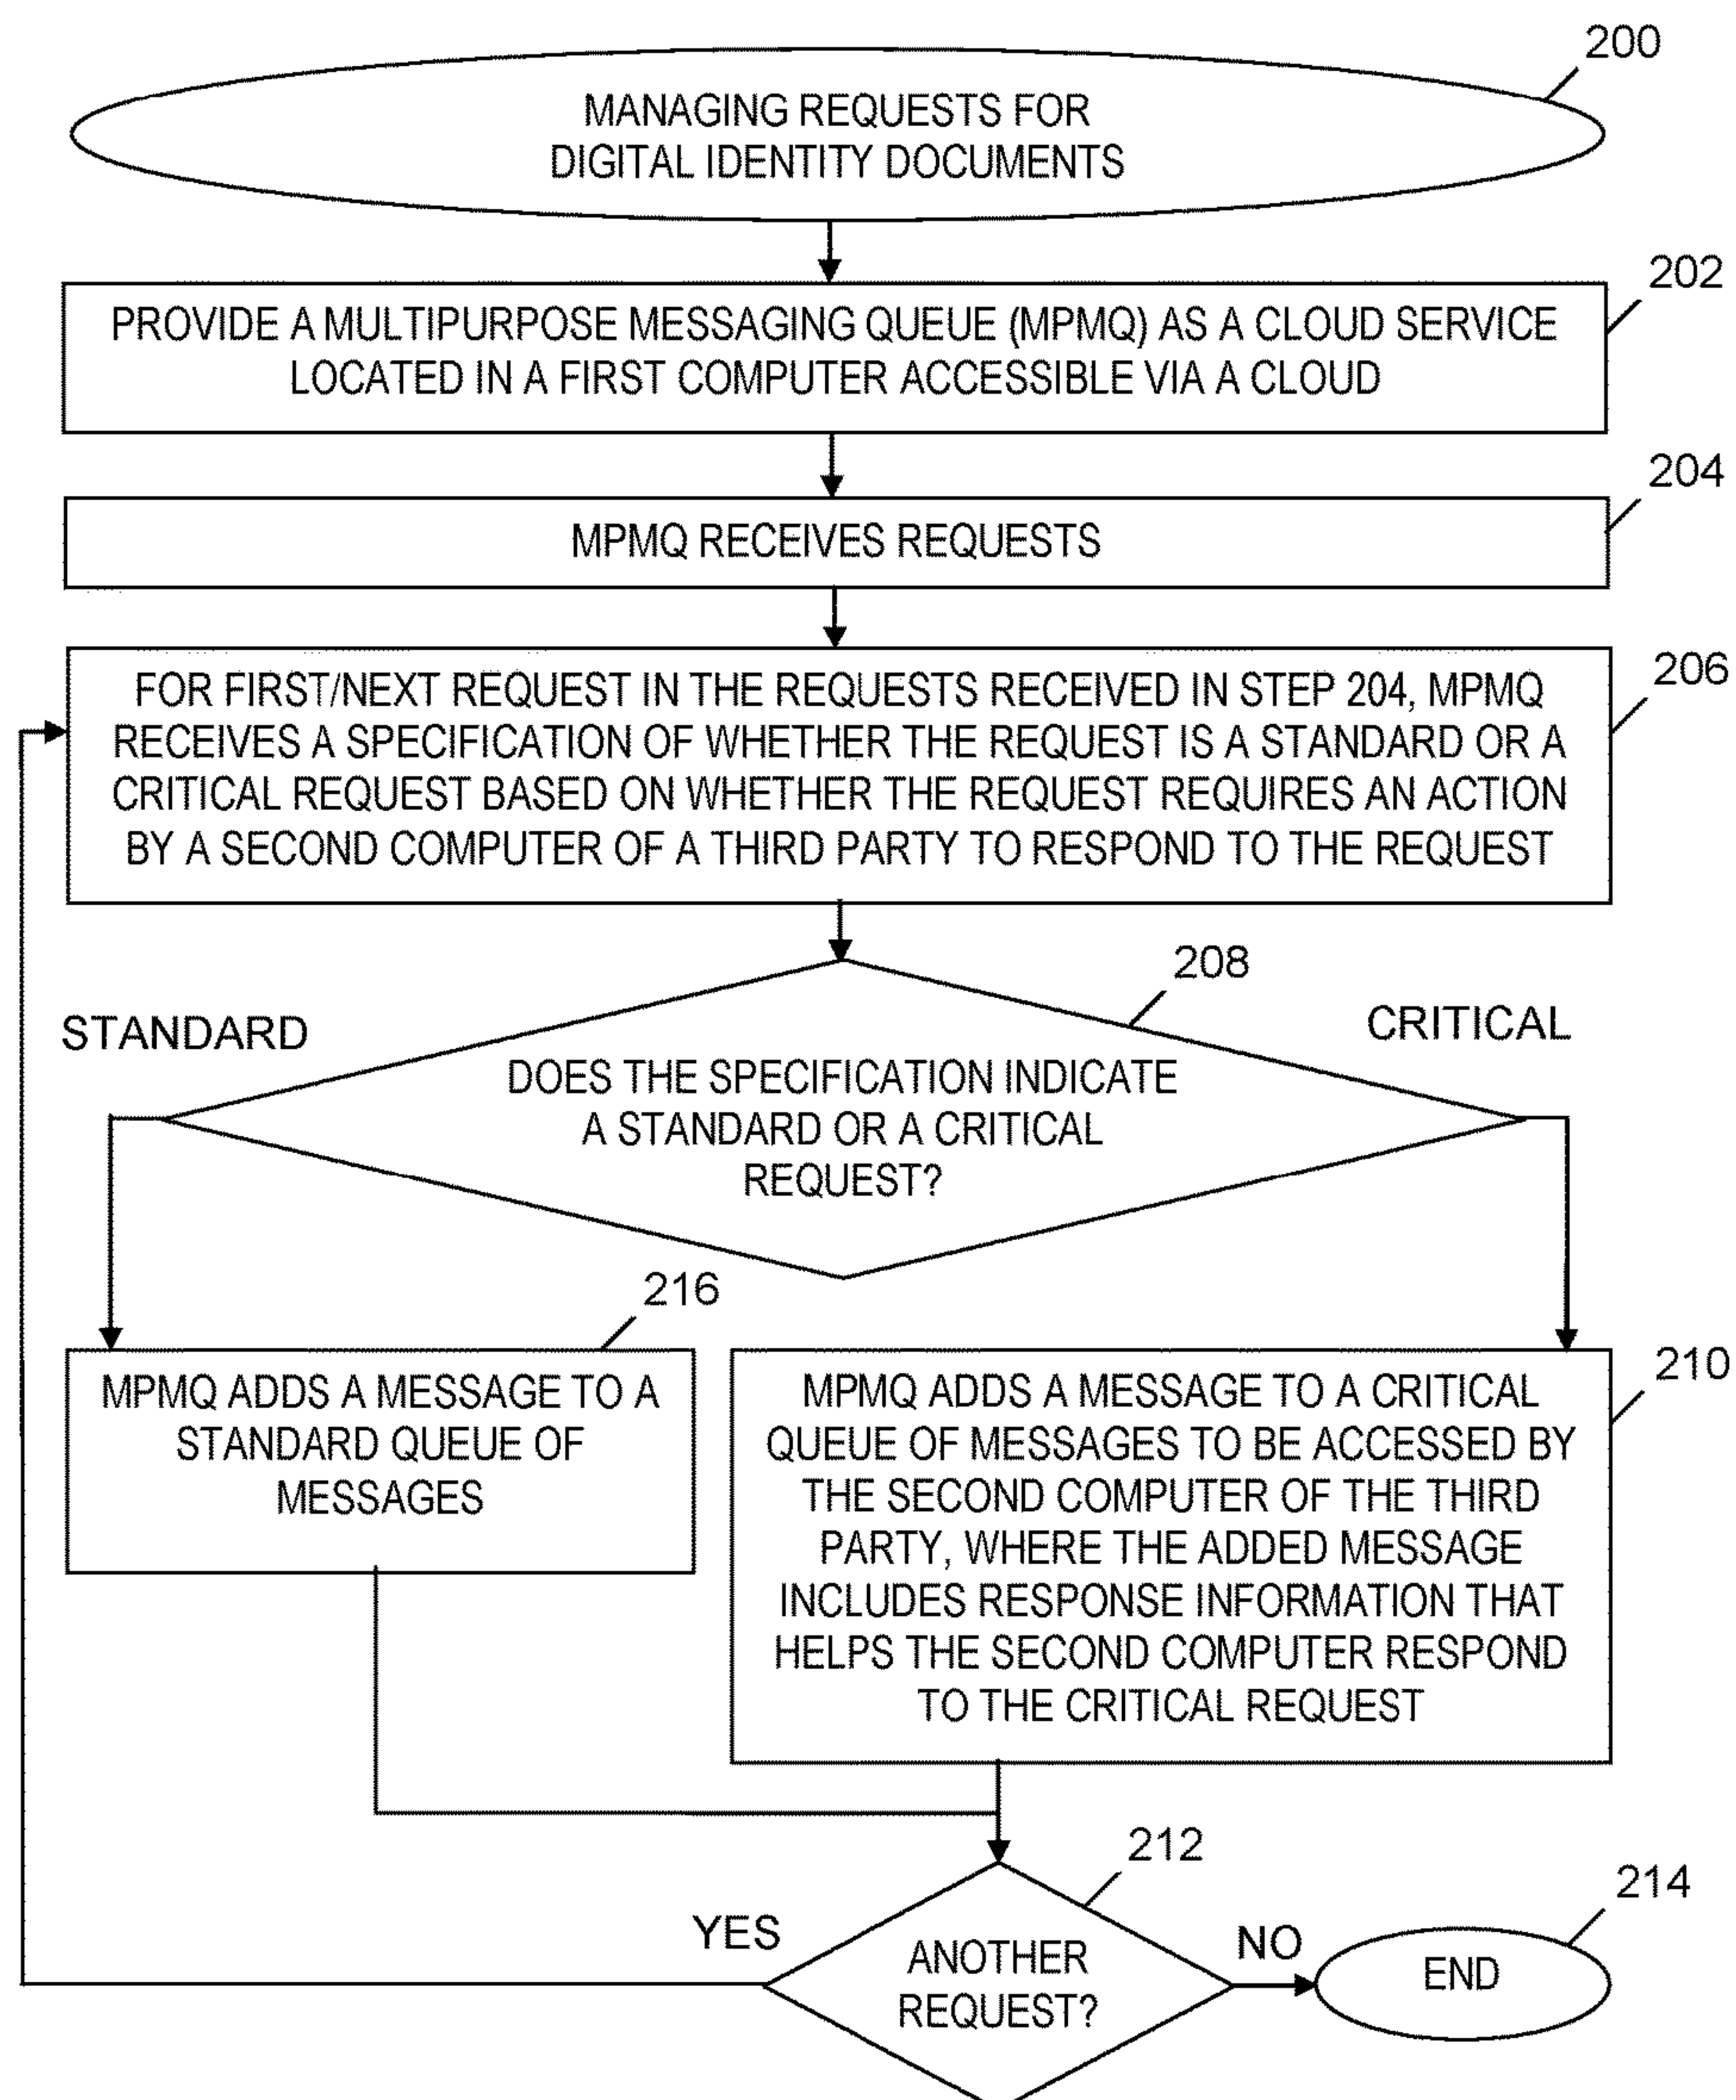 200
MANAGING REQUESTS FOR
DIGITAL IDENTITY DOCUMENTS
202
PROVIDE A MULTIPURPOSE MESSAGING QUEUE (MPMQ) AS A CLOUD SERVICE
LOCATED IN A FIRST COMPUTER ACCESSIBLE VIA A CLOUD
204
MPMQ RECEIVES REQUESTS
206
FOR FIRST/NEXT REQUEST IN THE REQUESTS RECEIVED IN STEP 204, MPMQ
RECEIVES A SPECIFICATION OF WHETHER THE REQUEST IS A STANDARD OR A
CRITICAL REQUEST BASED ON WHETHER THE REQUEST REQUIRES AN ACTION
BY A SECOND COMPUTER OF A THIRD PARTY TO RESPOND TO THE REQUEST
208
STANDARD
CRITICAL
DOES THE SPECIFICATION INDICATE
A STANDARD OR A CRITICAL
REQUEST?
216
MPMQ ADDS A MESSAGE TO A
STANDARD QUEUE OF
MESSAGES
210
MPMQ ADDS A MESSAGE TO A CRITICAL
QUEUE OF MESSAGES TO BE ACCESSED BY
THE SECOND COMPUTER OF THE THIRD
PARTY, WHERE THE ADDED MESSAGE
INCLUDES RESPONSE INFORMATION THAT
HELPS THE SECOND COMPUTER RESPOND
TO THE CRITICAL REQUEST
212
YES
ANOTHER
REQUEST?
NO
214
END